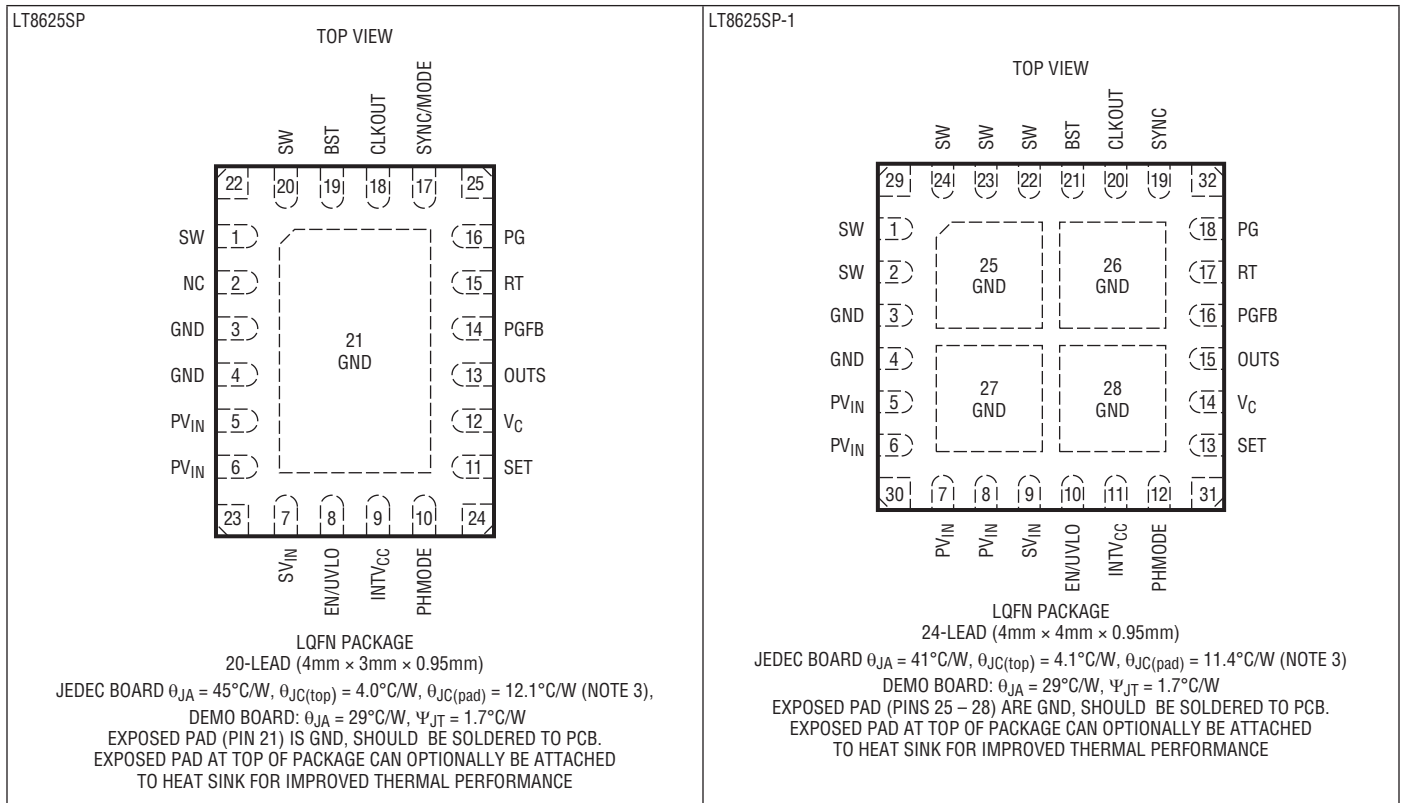 LT8625SP
TOP VIEW
SW
BST
CLKOUT
SYNC/MODE
22
20
19
18
17
25
SW 1
16 PG
NC 2
15 RT
GND 3
14 PGFB
21
GND
GND 4
13 OUTS
PVIN 5
12 VC
PVIN 6
11 SET
23
7
8
9
10
24
SVIN
EN/UVLO
INTVCC
PHMODE
LQFN PACKAGE
20-LEAD (4mm × 3mm × 0.95mm)
JEDEC BOARD θJA = 45°C/W, θJC(top) = 4.0°C/W, θJC(pad) = 12.1°C/W (NOTE 3),
DEMO BOARD: θJA = 29°C/W, ΨJT = 1.7°C/W
EXPOSED PAD (PIN 21) IS GND, SHOULD BE SOLDERED TO PCB.
EXPOSED PAD AT TOP OF PACKAGE CAN OPTIONALLY BE ATTACHED
TO HEAT SINK FOR IMPROVED THERMAL PERFORMANCE
LT8625SP-1
TOP VIEW
SW
SW
SW
BST
CLKOUT
SYNC
29
24
23
22
21
20
19
32
SW 1
18 PG
SW 2
17 RT
25
GND
26
GND
GND 3
16 PGFB
GND 4
15 OUTS
PVIN 5
14 VC
27
GND
28
GND
PVIN 6
13 SET
30
7
8
9
10
11
12
31
PVIN
PVIN
SVIN
EN/UVLO
INTVCC
PHMODE
LQFN PACKAGE
24-LEAD (4mm × 4mm × 0.95mm)
JEDEC BOARD θJA = 41°C/W, θJC(top) = 4.1°C/W, θJC(pad) = 11.4°C/W (NOTE 3)
DEMO BOARD: θJA = 29°C/W, ΨJT = 1.7°C/W
EXPOSED PAD (PINS 25 – 28) ARE GND, SHOULD BE SOLDERED TO PCB.
EXPOSED PAD AT TOP OF PACKAGE CAN OPTIONALLY BE ATTACHED
TO HEAT SINK FOR IMPROVED THERMAL PERFORMANCE